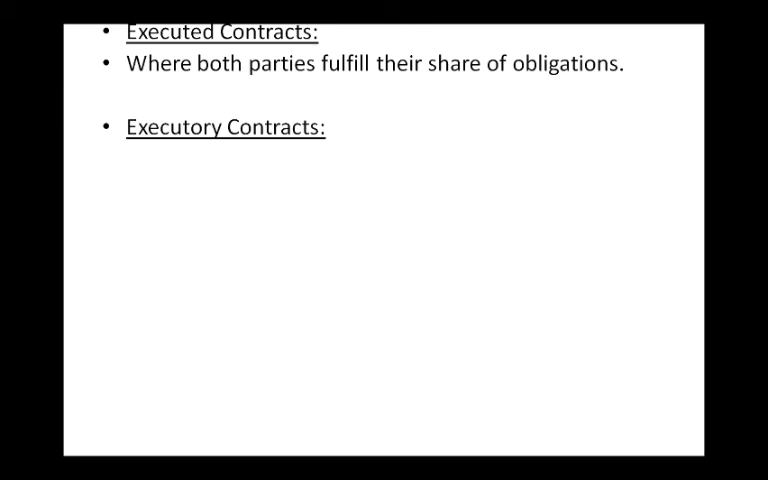 • Executed Contracts:
• Where both parties fulfill their share of obligations.
• Executory Contracts: